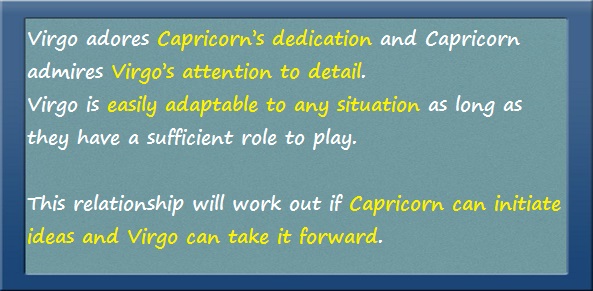 Virgo adores Capricorn’s dedication and Capricorn
admires Virgo’s attention to detail.
Virgo is easily adaptable to any situation as long as
they have a sufficient role to play.
This relationship will work out if Capricorn can initiate
ideas and Virgo can take it forward.